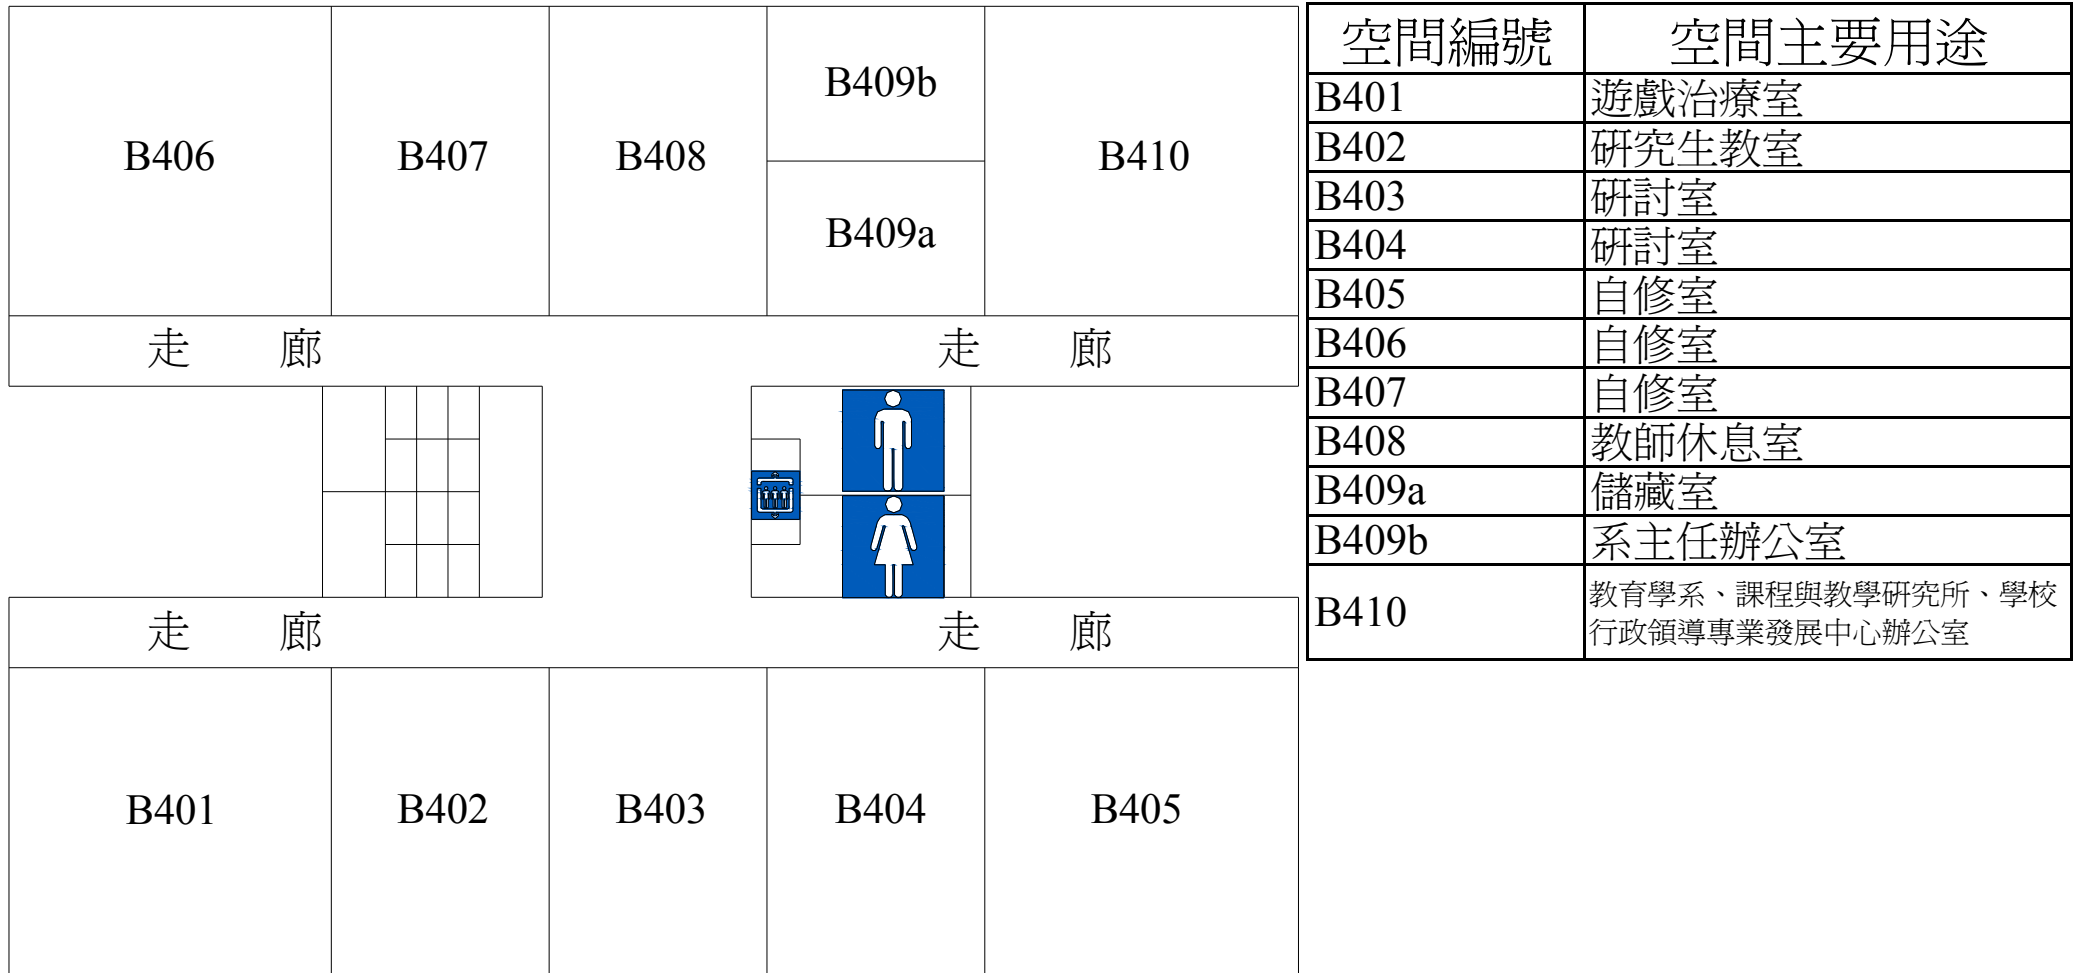 B406
B407
B408
B409b
B409a
B410
走 廊
走 廊
走 廊
走 廊
B401
B402
B403
B404
B405
空間編號 空間主要用途
B401 遊戲治療室
B402 研究生教室
B403 研討室
B404 研討室
B405 自修室
B406 自修室
B407 自修室
B408 教師休息室
B409a 儲藏室
B409b 系主任辦公室
B410 教育學系、課程與教學研究所、學校
行政領導專業發展中心辦公室